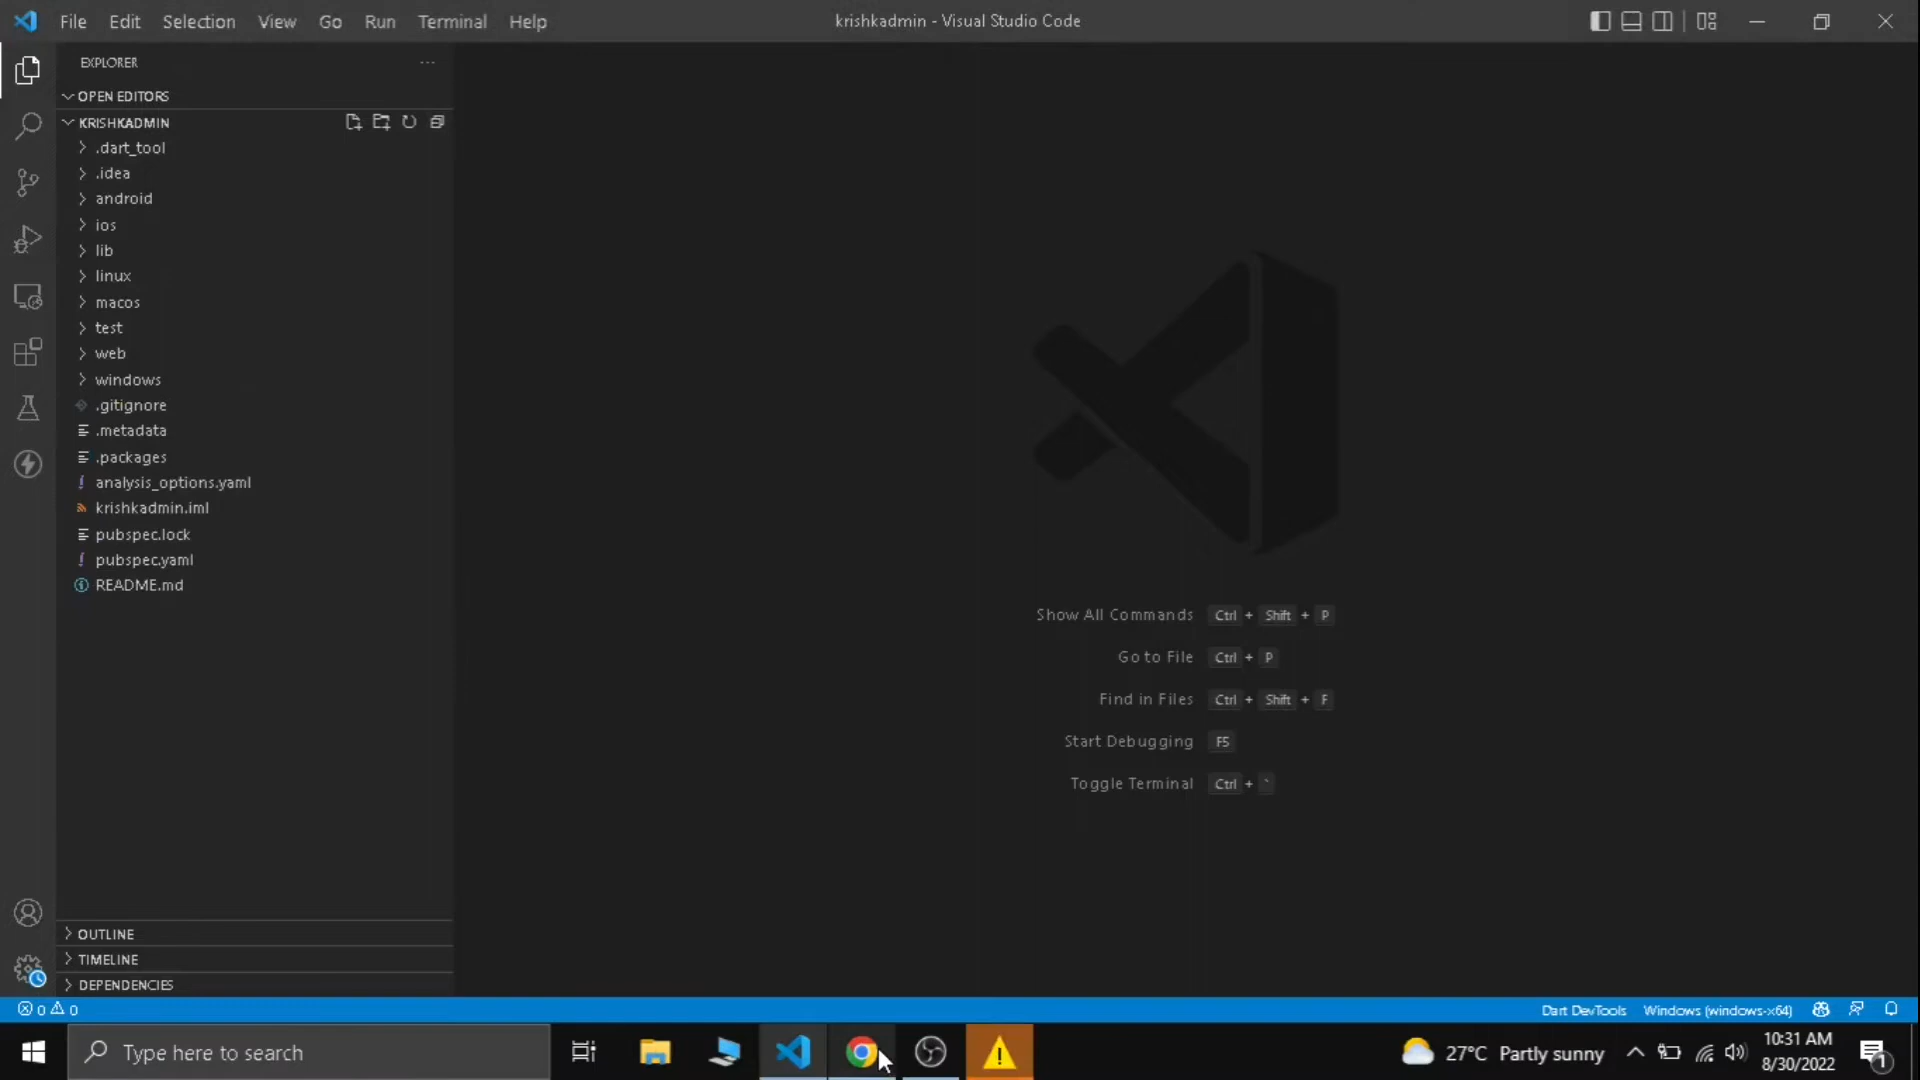 File Edit Selection View Go Run Terminal Help krishkadmin - Visual Studio Code
EXPLORER
OPEN EDITORS
KRISHKADMIN
.dart_tool
.idea
android
ios
lib
linux
macos
test
web
windows
.gitignore
.metadata
.packages
analysis_options.yaml
krishkadmin.iml
pubspec.lock
pubspec.yaml
README.md
Show All Commands Ctrl + Shift + P
Go to File Ctrl + P
Find in Files Ctrl + Shift + F
Start Debugging F5
Toggle Terminal Ctrl + `
OUTLINE
TIMELINE
DEPENDENCIES
0 0 Dart DevTools Windows (windows-x64)
Type here to search 27°C Partly sunny 10:31 AM
8/30/2022 1